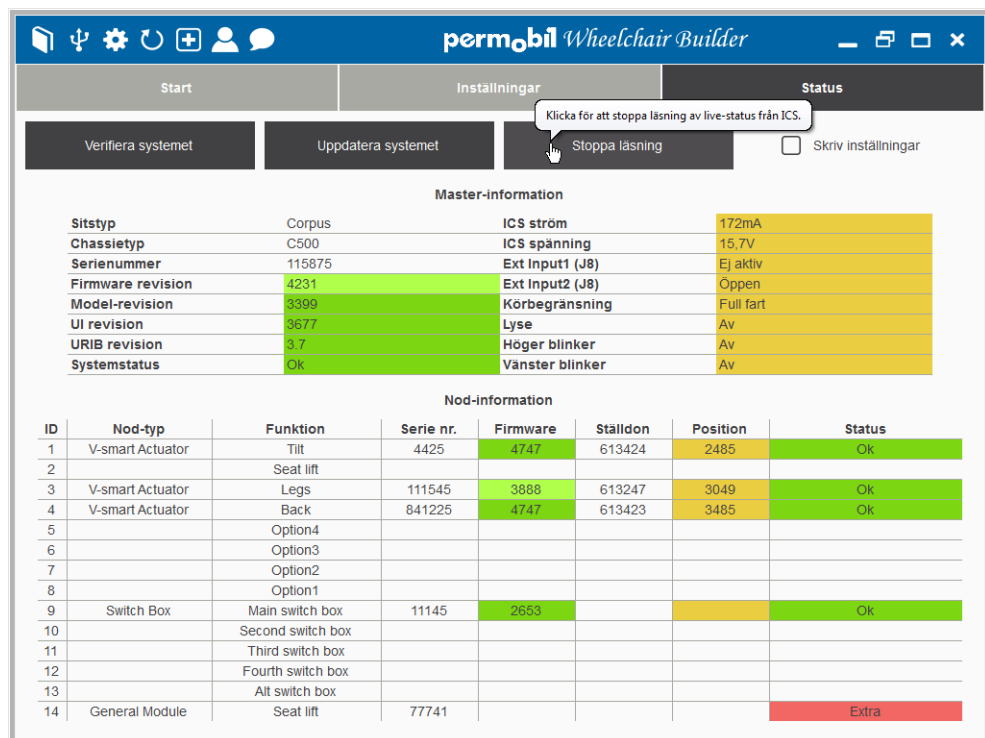 permobil Wheelchair Builder
Start Inställningar Status
Klicka för att stoppa läsning av live-status från ICS.
Verifiera systemet Uppdatera systemet Stoppa läsning Skriv inställningar
Master-information
Sitstyp Corpus ICS ström 172mA
Chassietyp C500 ICS spänning 15,7V
Serienummer 115875 Ext Input1 (J8) Ej aktiv
Firmware revision 4231 Ext Input2 (J8) Öppen
Model-revision 3399 Körbegränsning Full fart
UI revision 3677 Lyse Av
URIB revision 3.7 Höger blinker Av
Systemstatus Ok Vänster blinker Av
Nod-information
ID Nod-typ Funktion Serie nr. Firmware Ställdon Position Status
1 V-smart Actuator Tilt 4425 4747 613424 2485 Ok
2 Seat lift
3 V-smart Actuator Legs 111545 3888 613247 3049 Ok
4 V-smart Actuator Back 841225 4747 613423 3485 Ok
5 Option4
6 Option3
7 Option2
8 Option1
9 Switch Box Main switch box 11145 2653 Ok
10 Second switch box
11 Third switch box
12 Fourth switch box
13 Alt switch box
14 General Module Seat lift 77741 Extra